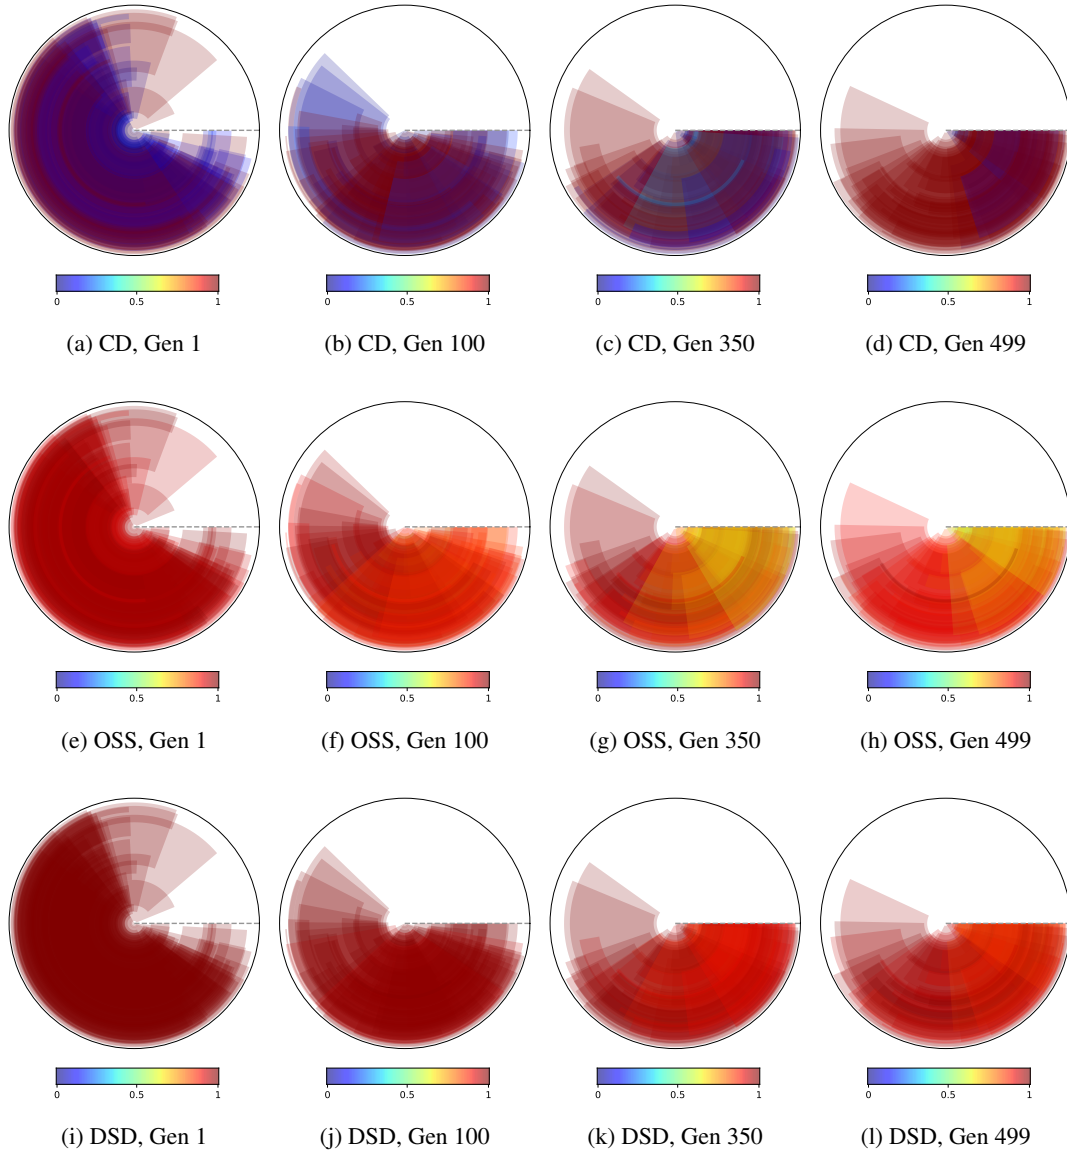 0 0.5 1 0 0.5 1 0 0.5 1 0 0.5 1
(a) CD, Gen 1 (b) CD, Gen 100 (c) CD, Gen 350 (d) CD, Gen 499
0 0.5 1 0 0.5 1 0 0.5 1 0 0.5 1
(e) OSS, Gen 1 (f) OSS, Gen 100 (g) OSS, Gen 350 (h) OSS, Gen 499
0 0.5 1 0 0.5 1 0 0.5 1 0 0.5 1
(i) DSD, Gen 1 (j) DSD, Gen 100 (k) DSD, Gen 350 (l) DSD, Gen 499